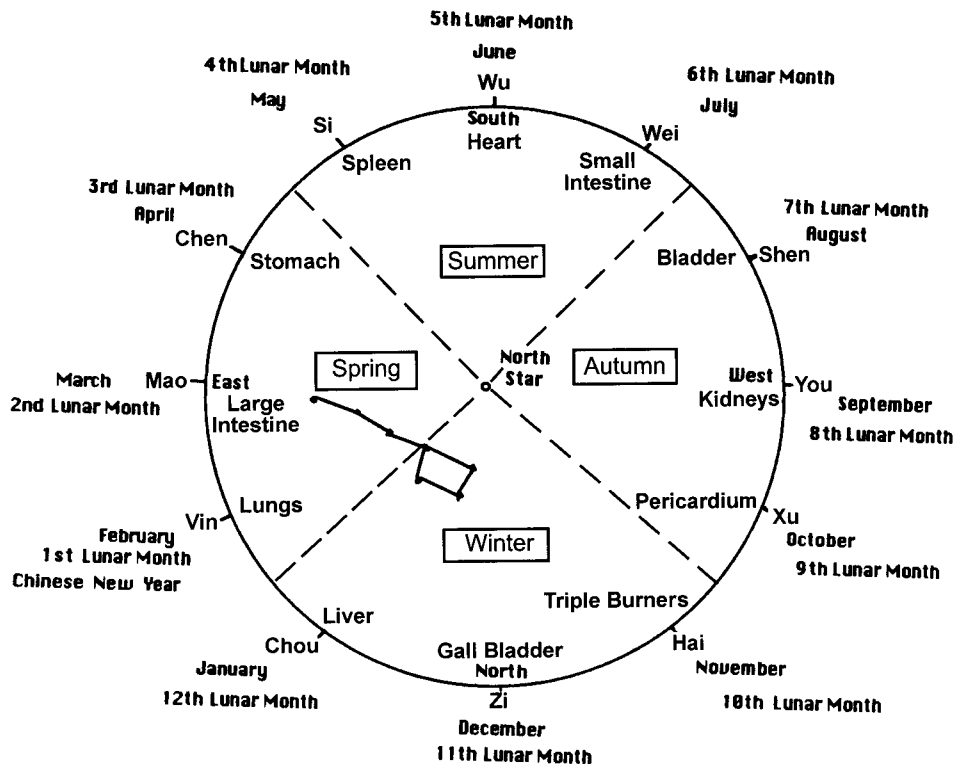 5th Lunar Month
June
Wu
South
Heart
6th Lunar Month
July
Wei
Small
Intestine
7th Lunar Month
August
Shen
Bladder
West
Kidneys
You
September
8th Lunar Month
Pericardium
Xu
October
9th Lunar Month
Triple Burners
Hai
November
10th Lunar Month
Gall Bladder
North
Zi
December
11th Lunar Month
Liver
Chou
January
12th Lunar Month
Lungs
Vin
February
1st Lunar Month
Chinese New Year
East
Large
Intestine
Mao
March
2nd Lunar Month
3rd Lunar Month
April
Chen
Stomach
4th Lunar Month
May
Si
Spleen
Summer
Spring
North
Star
Autumn
Winter